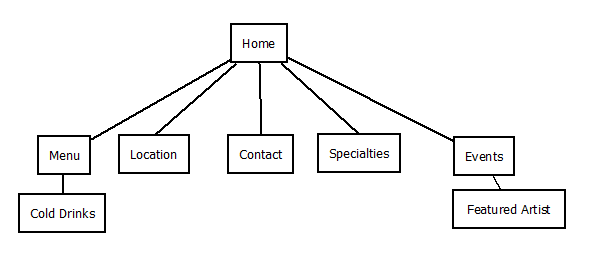 Home
Menu
Location
Contact
Specialties
Events
Cold Drinks
Featured Artist